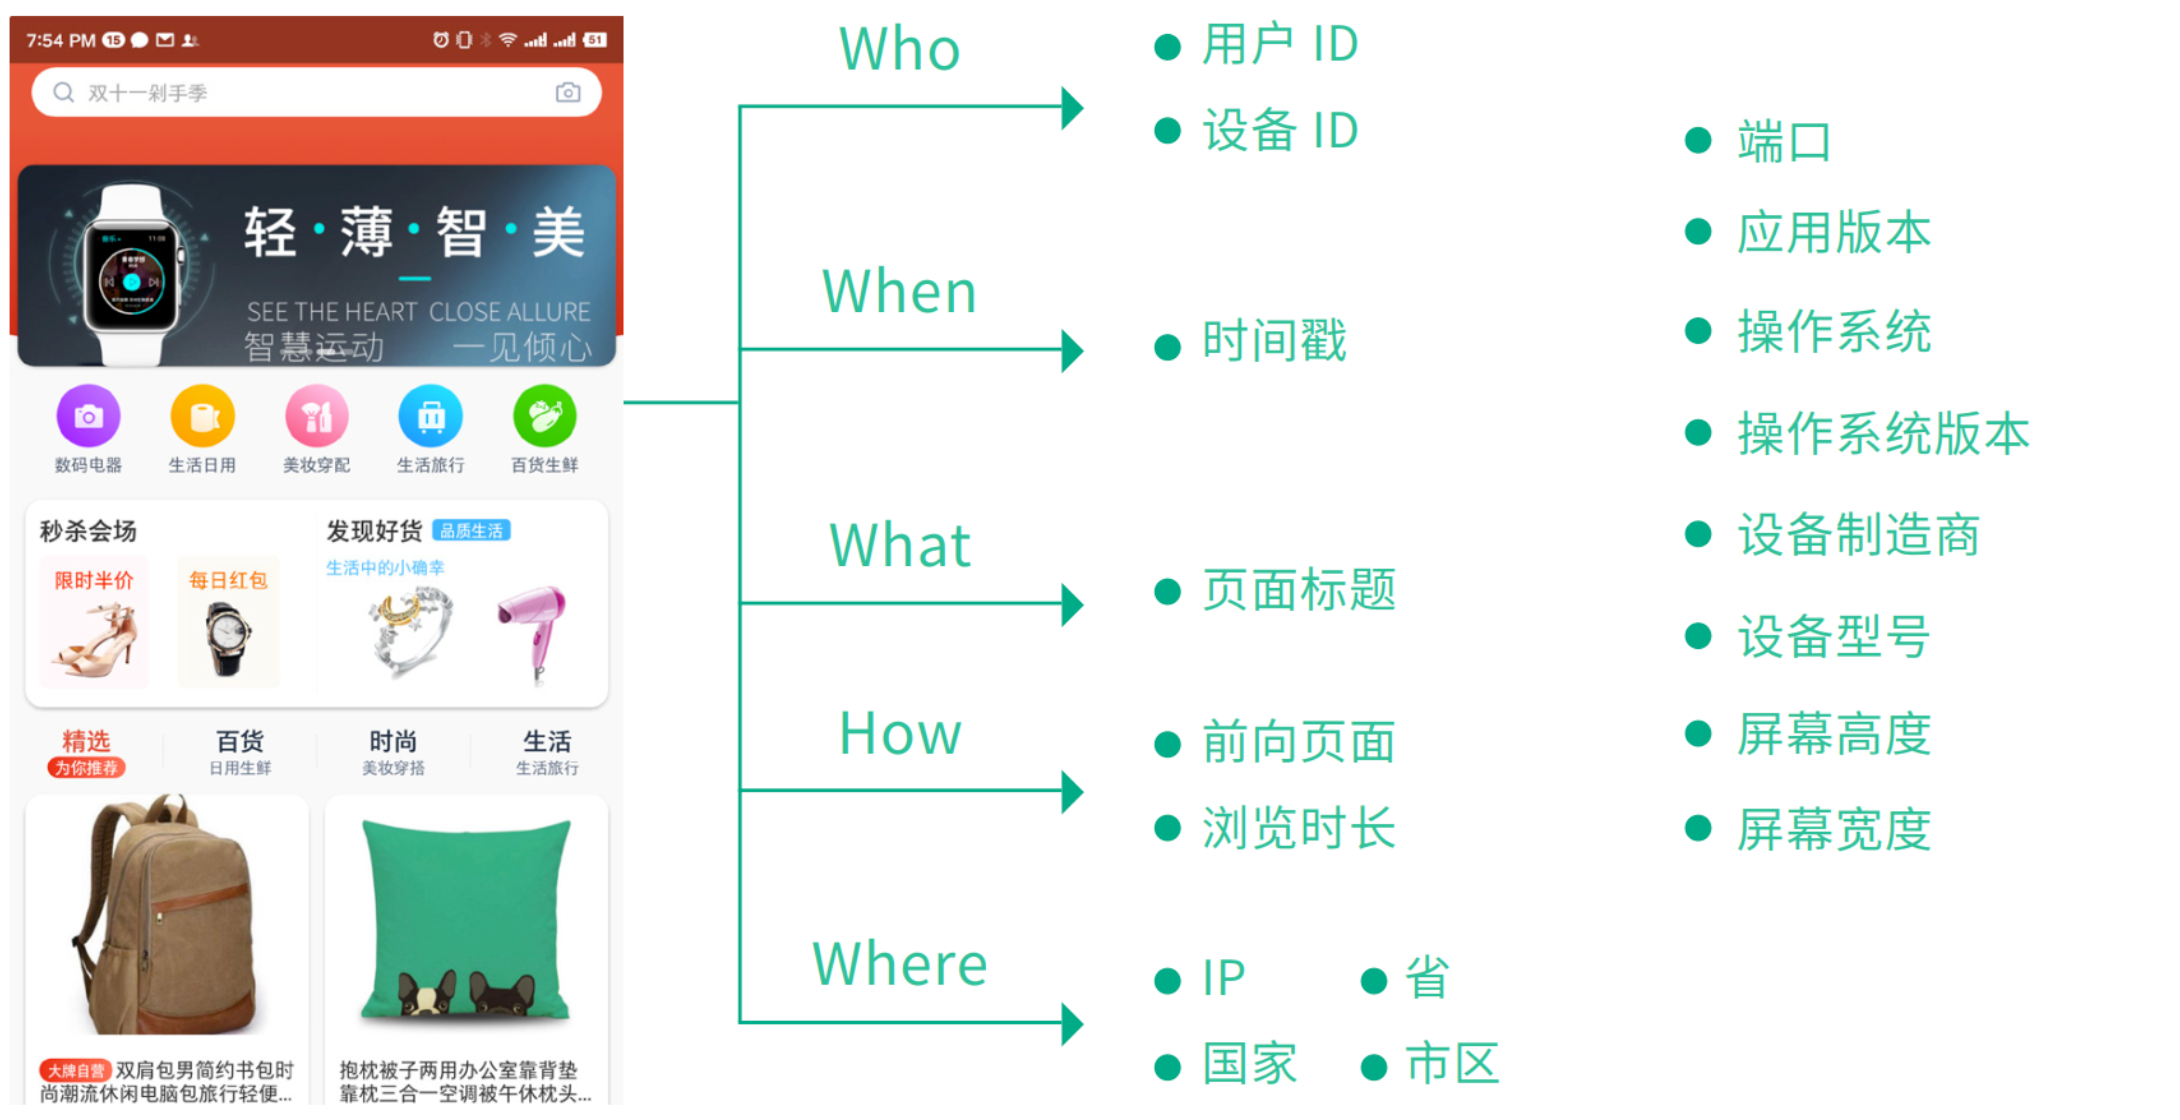 7:54 PM 15
51
双十一剁手季
轻·薄·智·美
SEE THE HEART CLOSE ALLURE
智慧运动 一见倾心
数码电器 生活日用 美妆穿配 生活旅行 百货生鲜
秒杀会场
发现好货 品质生活
生活中的小确幸
限时半价 每日红包
精选 百货 时尚 生活
为你推荐 日用生鲜 美妆穿搭 生活旅行
大牌自营 双肩包男简约书包时
尚潮流休闲电脑包旅行轻便...
抱枕被子两用办公室靠背垫
靠枕三合一空调被午休枕头...
Who
● 用户 ID
● 设备 ID
When
● 时间戳
What
● 页面标题
How
● 前向页面
● 浏览时长
Where
● IP ● 省
● 国家 ● 市区
● 端口
● 应用版本
● 操作系统
● 操作系统版本
● 设备制造商
● 设备型号
● 屏幕高度
● 屏幕宽度